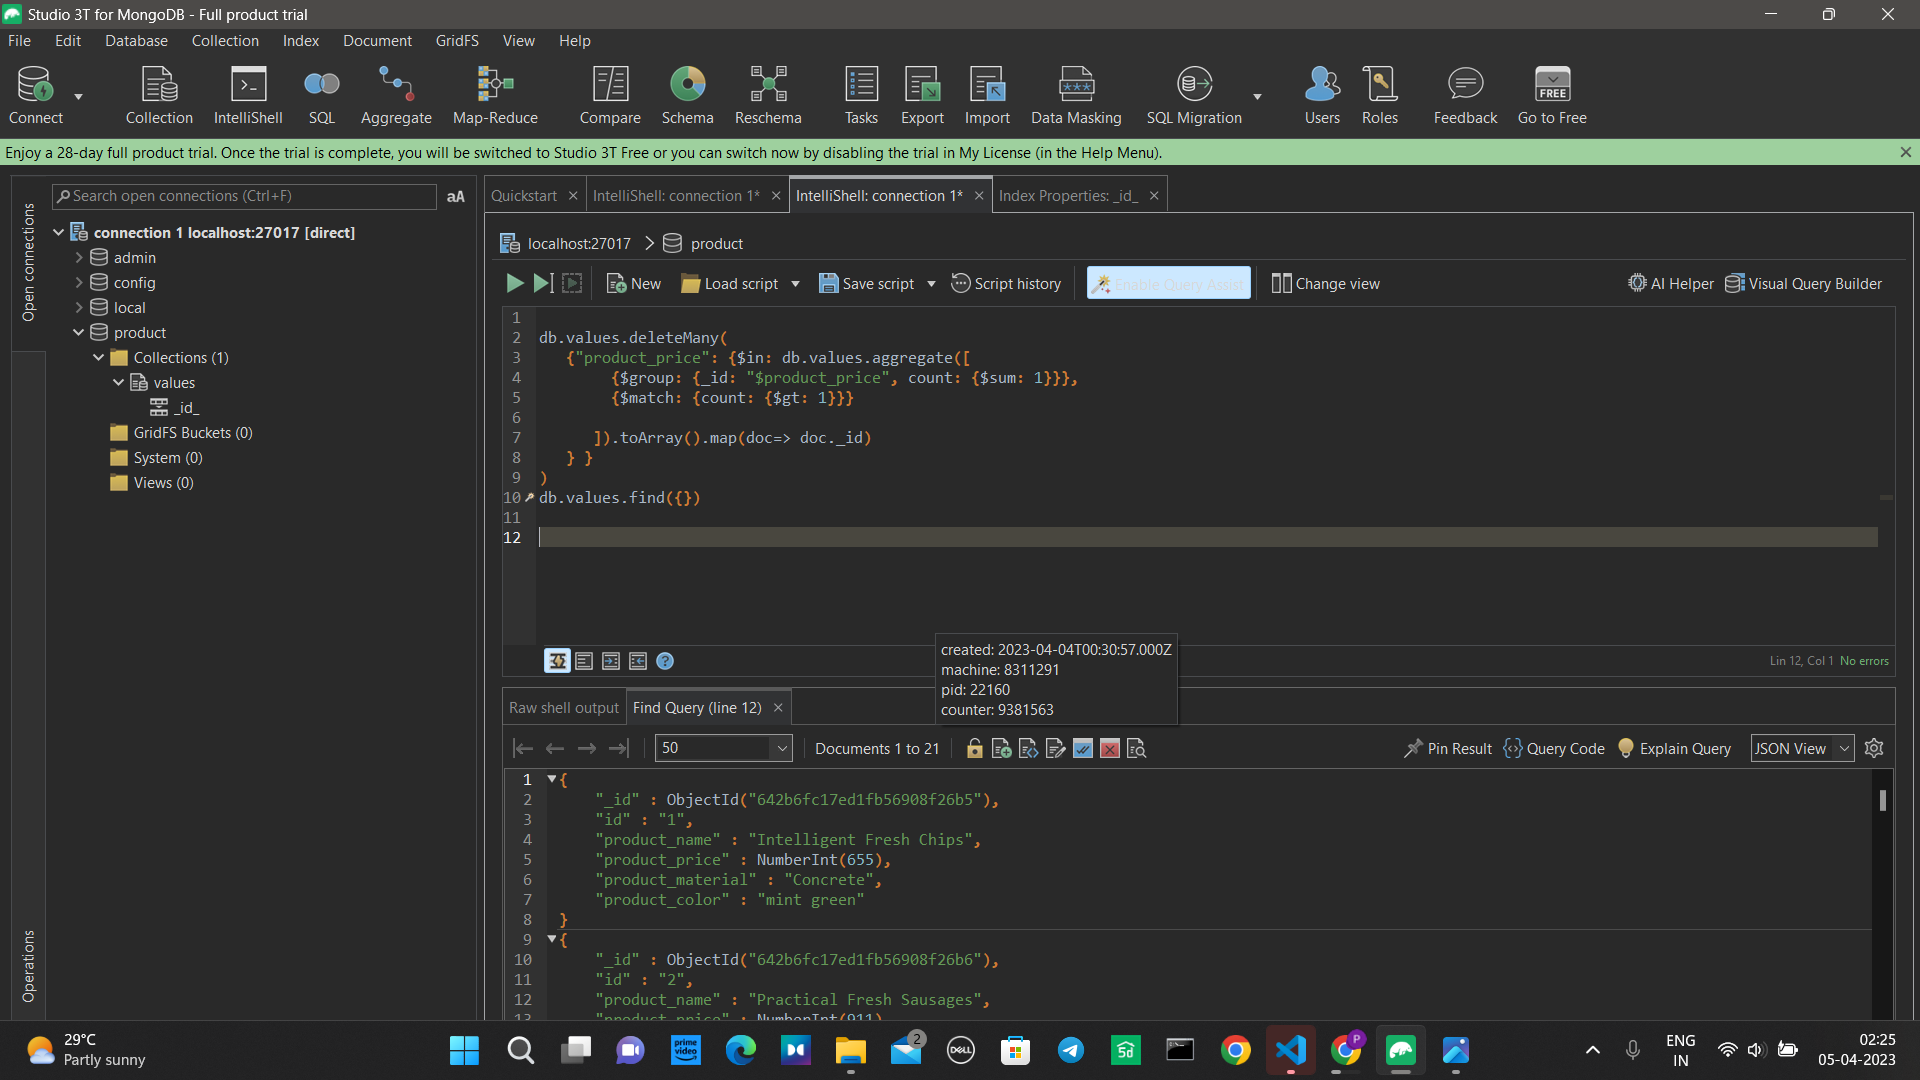 Studio 3T for MongoDB - Full product trial
File Edit Database Collection Index Document GridFS View Help
Connect Collection IntelliShell SQL Aggregate Map-Reduce Compare Schema Reschema Tasks Export Import Data Masking SQL Migration Users Roles Feedback Go to Free
FREE
Enjoy a 28-day full product trial. Once the trial is complete, you will be switched to Studio 3T Free or you can switch now by disabling the trial in My License (in the Help Menu).
Open connections
Operations
Search open connections (Ctrl+F) aA
connection 1 localhost:27017 [direct]
admin
config
local
product
Collections (1)
values
_id_
GridFS Buckets (0)
System (0)
Views (0)
Quickstart IntelliShell: connection 1* IntelliShell: connection 1* Index Properties: _id_
localhost:27017 product
New Load script Save script Script history Enable Query Assist Change view AI Helper Visual Query Builder
1
2 db.values.deleteMany(
3 {"product_price": {$in: db.values.aggregate([
4 {$group: {_id: "$product_price", count: {$sum: 1}}},
5 {$match: {count: {$gt: 1}}}
6
7 ]).toArray().map(doc=> doc._id)
8 } }
9 )
10 db.values.find({})
11
12
Lin 12, Col 1 No errors
created: 2023-04-04T00:30:57.000Z
machine: 8311291
pid: 22160
counter: 9381563
Raw shell output Find Query (line 12)
50 Documents 1 to 21 Pin Result Query Code Explain Query JSON View
1 {
2 "_id" : ObjectId("642b6fc17ed1fb56908f26b5"),
3 "id" : "1",
4 "product_name" : "Intelligent Fresh Chips",
5 "product_price" : NumberInt(655),
6 "product_material" : "Concrete",
7 "product_color" : "mint green"
8 }
9 {
10 "_id" : ObjectId("642b6fc17ed1fb56908f26b6"),
11 "id" : "2",
12 "product_name" : "Practical Fresh Sausages",
13 "product_price" : NumberInt(911)
29°C
Partly sunny
prime video
2
DELL
P
ENG
IN
02:25
05-04-2023